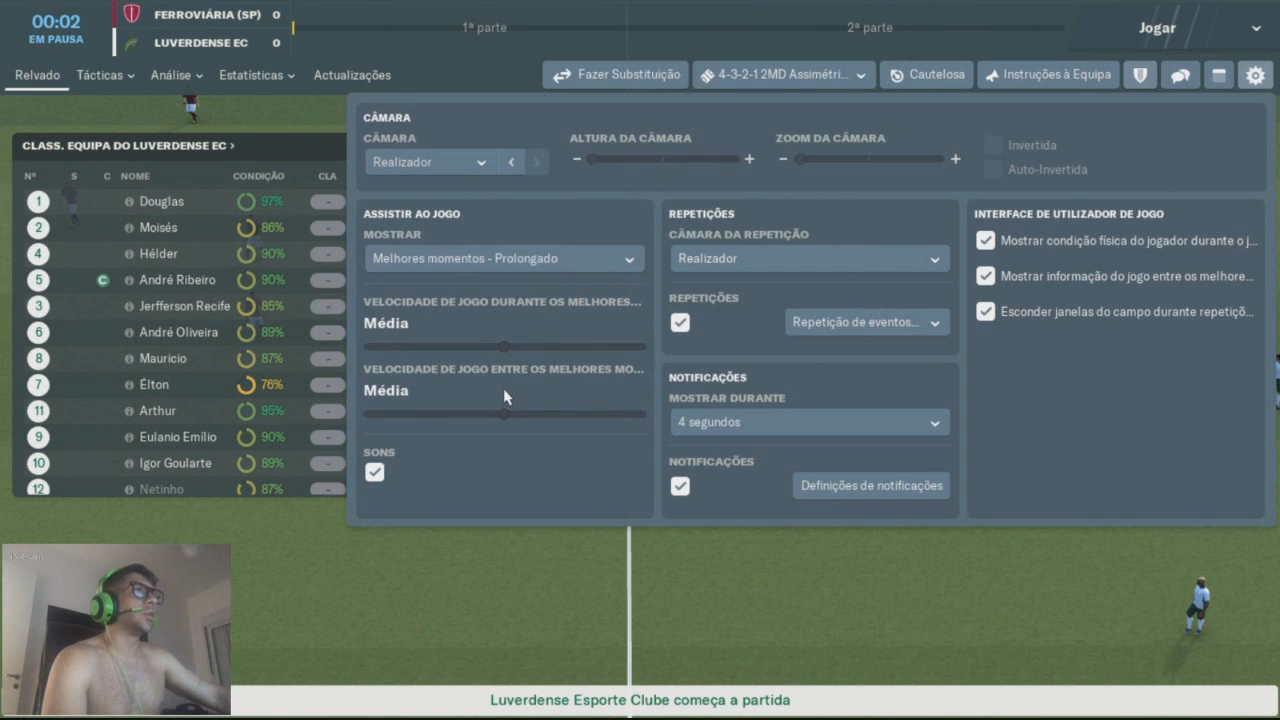 00:02
EM PAUSA
FERROVIÁRIA (SP) 0
LUVERDENSE EC 0
1ª parte
2ª parte
Jogar
Relvado
Tácticas
Análise
Estatísticas
Actualizações
Fazer Substituição
4-3-2-1 2MD Assimétri...
Cautelosa
Instruções à Equipa
CLASS. EQUIPA DO LUVERDENSE EC >
Nº S C NOME CONDIÇÃO CLA
1 Douglas 97% -
2 Moisés 86% -
4 Hélder 90% -
5 C André Ribeiro 90% -
3 Jerfferson Recife 85% -
6 André Oliveira 89% -
8 Mauricio 87% -
7 Élton 76% -
11 Arthur 95% -
9 Eulanio Emílio 90% -
10 Igor Goularte 89% -
12 Netinho 87% -
CÂMARA
CÂMARA
Realizador
ALTURA DA CÂMARA
ZOOM DA CÂMARA
Invertida
Auto-Invertida
ASSISTIR AO JOGO
MOSTRAR
Melhores momentos - Prolongado
VELOCIDADE DE JOGO DURANTE OS MELHORES...
Média
VELOCIDADE DE JOGO ENTRE OS MELHORES MO...
Média
SONS
REPETIÇÕES
CÂMARA DA REPETIÇÃO
Realizador
REPETIÇÕES
Repetição de eventos...
NOTIFICAÇÕES
MOSTRAR DURANTE
4 segundos
NOTIFICAÇÕES
Definições de notificações
INTERFACE DE UTILIZADOR DE JOGO
Mostrar condição física do jogador durante o j...
Mostrar informação do jogo entre os melhore...
Esconder janelas do campo durante repetiçõ...
Luverdense Esporte Clube começa a partida